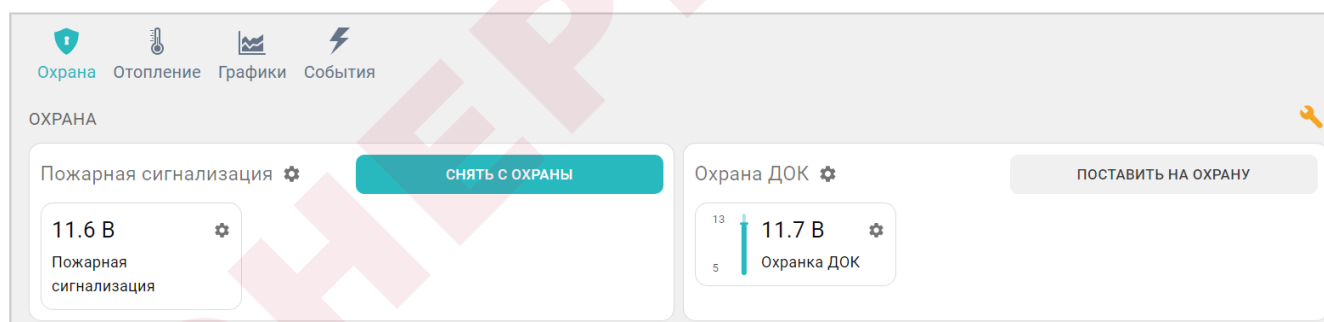 Охрана Отопление Графики События
ОХРАНА
Пожарная сигнализация СНЯТЬ С ОХРАНЫ
11.6 В
Пожарная
сигнализация
Охрана ДОК ПОСТАВИТЬ НА ОХРАНУ
13
11.7 В
5
Охранка ДОК